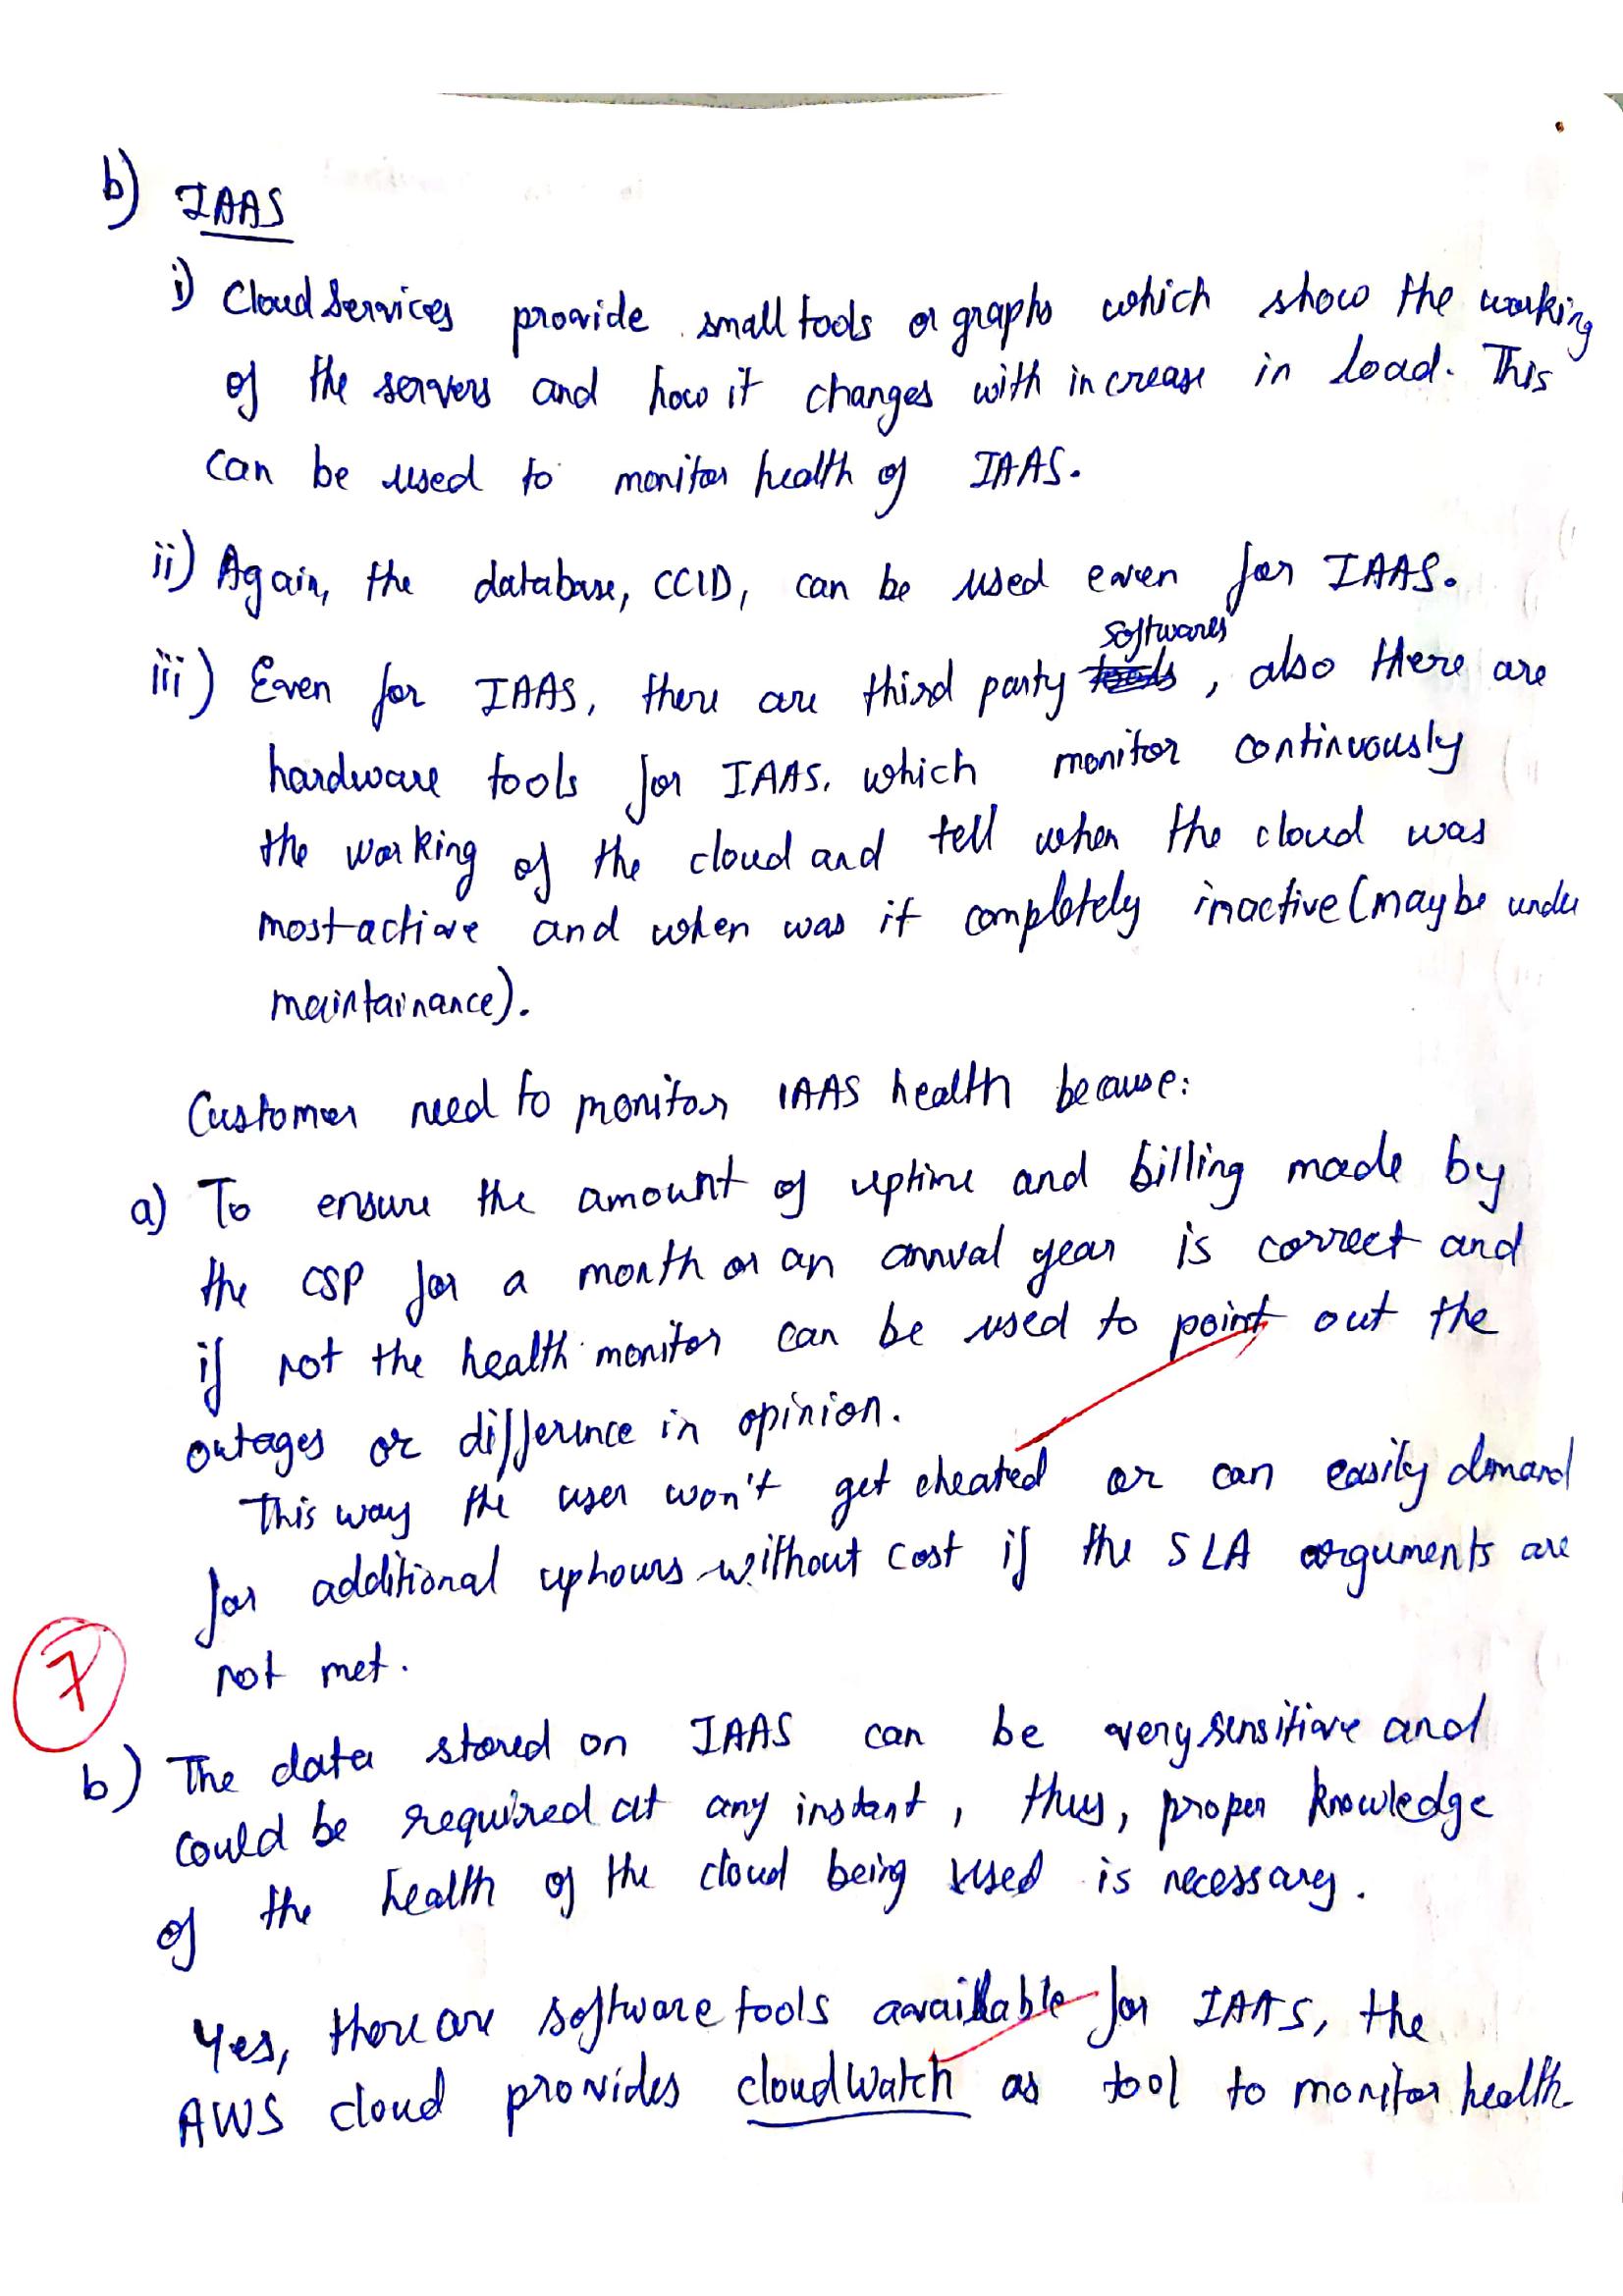 b) IAAS
i) Cloud Services provide small tools or graphs which show the working
of the servers and how it changes with increase in load. This
can be used to monitor health of IAAS.
ii) Again, the database, CCID, can be used even for IAAS.
softwares
iii) Even for IAAS, there are third party tools, also there are
hardware tools for IAAS. which monitor continuously
the working of the cloud and tell when the cloud was
most active and when was it completely inactive (maybe under
maintainance).
Customer need to monitor IAAS health because:
a) To ensure the amount of uptime and billing made by
the CSP for a month or an annual year is correct and
if not the health monitor can be used to point out the
outages or difference in opinion.
This way the user won't get cheated or can easily demand
for additional uphours without cost if the SLA arguments are
not met.
7
b) The data stored on IAAS can be very sensitive and
could be required at any instant, thus, proper knowledge
of the health of the cloud being used is necessary.
Yes, there are software tools available for IAAS, the
AWS cloud provides cloudWatch as tool to monitor health